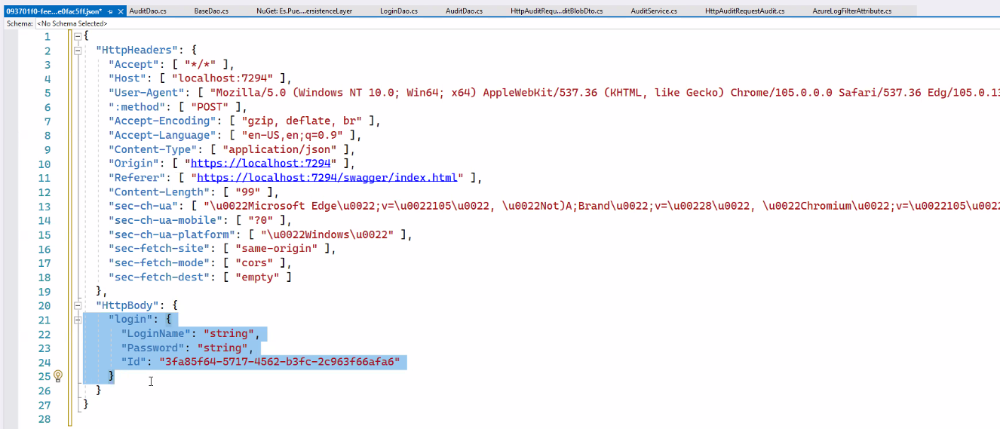 093701f0-fee....e0fac5ff.json* AuditDao.cs BaseDao.cs NuGet: Es.Pue....ersistenceLayer LoginDao.cs AuditDao.cs HttpAuditRequ...ditBlobDto.cs AuditService.cs HttpAuditRequestAudit.cs AzureLogFilterAttribute.cs
Schema: <No Schema Selected>
1 {
2 "HttpHeaders": {
3 "Accept": [ "*/*" ],
4 "Host": [ "localhost:7294" ],
5 "User-Agent": [ "Mozilla/5.0 (Windows NT 10.0; Win64; x64) AppleWebKit/537.36 (KHTML, like Gecko) Chrome/105.0.0.0 Safari/537.36 Edg/105.0.13
6 ":method": [ "POST" ],
7 "Accept-Encoding": [ "gzip, deflate, br" ],
8 "Accept-Language": [ "en-US,en;q=0.9" ],
9 "Content-Type": [ "application/json" ],
10 "Origin": [ "https://localhost:7294" ],
11 "Referer": [ "https://localhost:7294/swagger/index.html" ],
12 "Content-Length": [ "99" ],
13 "sec-ch-ua": [ "\u0022Microsoft Edge\u0022;v=\u0022105\u0022, \u0022Not)A;Brand\u0022;v=\u00228\u0022, \u0022Chromium\u0022;v=\u0022105\u0022
14 "sec-ch-ua-mobile": [ "?0" ],
15 "sec-ch-ua-platform": [ "\u0022Windows\u0022" ],
16 "sec-fetch-site": [ "same-origin" ],
17 "sec-fetch-mode": [ "cors" ],
18 "sec-fetch-dest": [ "empty" ]
19 },
20 "HttpBody": {
21 "login": {
22 "LoginName": "string",
23 "Password": "string",
24 "Id": "3fa85f64-5717-4562-b3fc-2c963f66afa6"
25 }
26 }
27 }
28